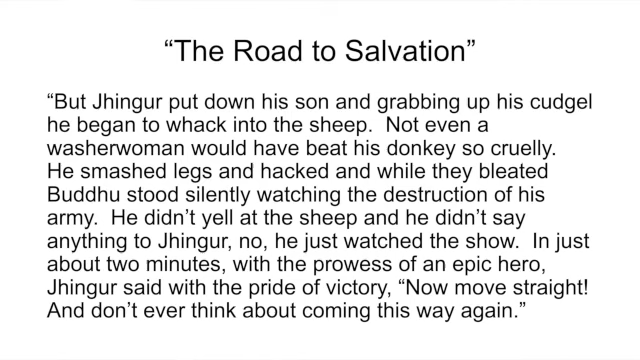 “The Road to Salvation”
“But Jhingur put down his son and grabbing up his cudgel
he began to whack into the sheep.  Not even a
washerwoman would have beat his donkey so cruelly.
He smashed legs and hacked and while they bleated
Buddhu stood silently watching the destruction of his
army.  He didn’t yell at the sheep and he didn’t say
anything to Jhingur, no, he just watched the show.  In just
about two minutes, with the prowess of an epic hero,
Jhingur said with the pride of victory, “Now move straight!
And don’t ever think about coming this way again.”